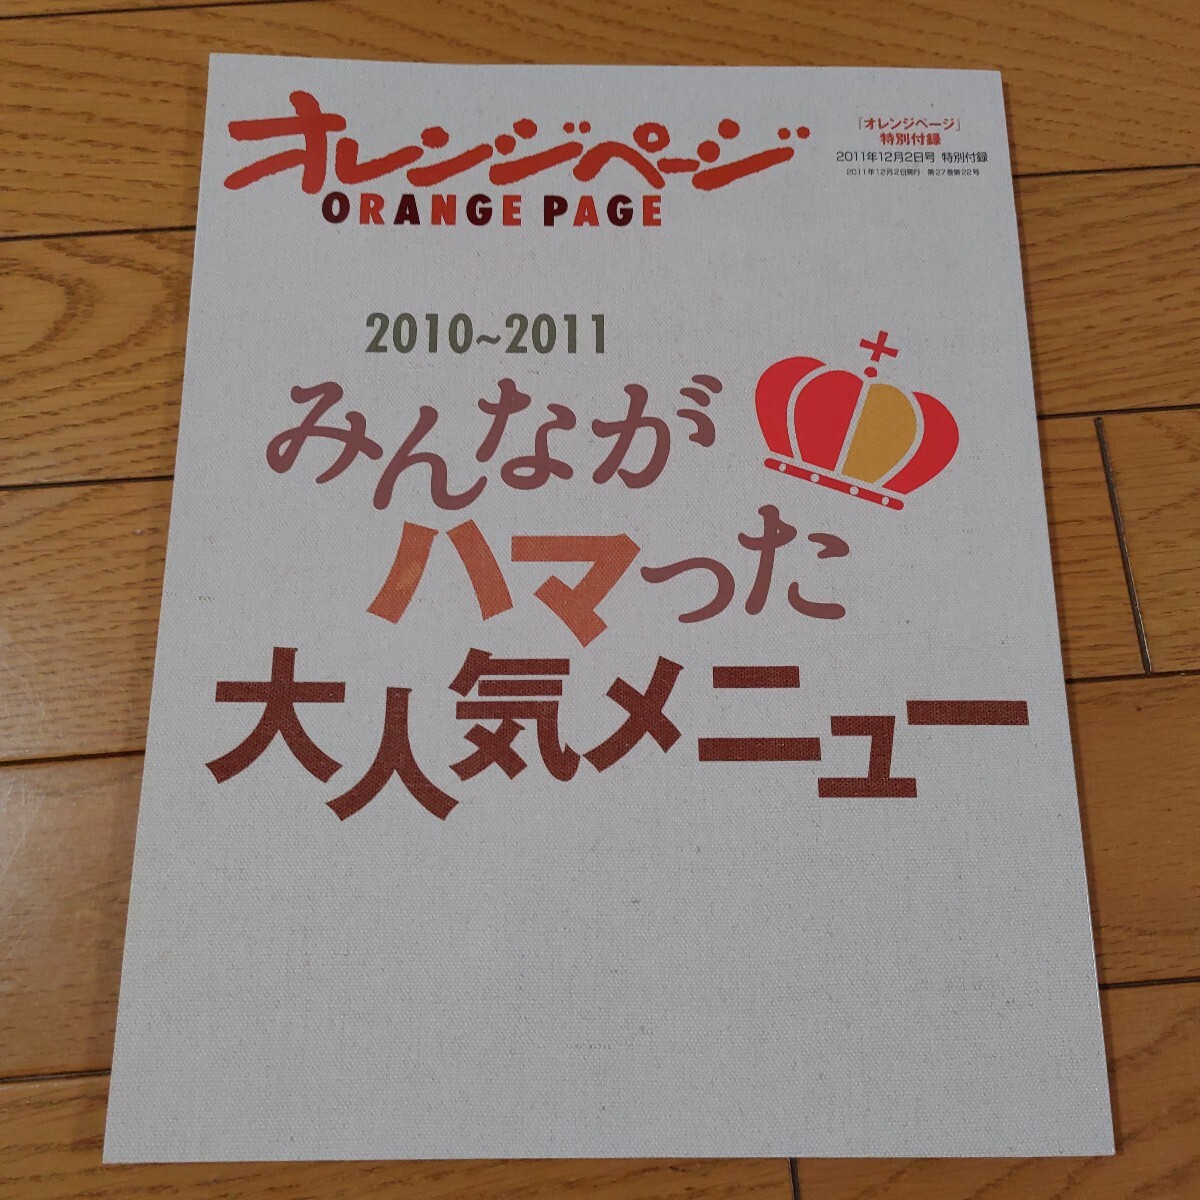 オレンジページ
ORANGE PAGE
「オレンジページ」
特別付録
2011年12月2日号 特別付録
2011年12月2日発行 第27巻第22号
2010~2011
みんなが
ハマった
大人気メニュー